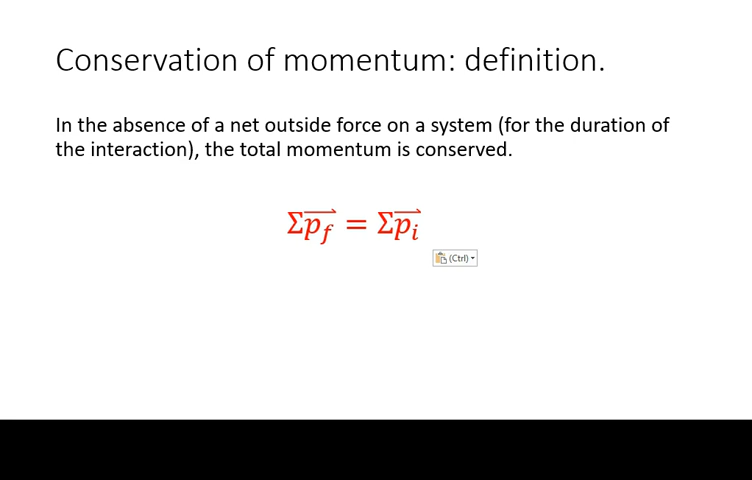 Conservation of momentum: definition.
In the absence of a net outside force on a system (for the duration of
the interaction), the total momentum is conserved.
Σp⃗_f = Σp⃗_i
(Ctrl)